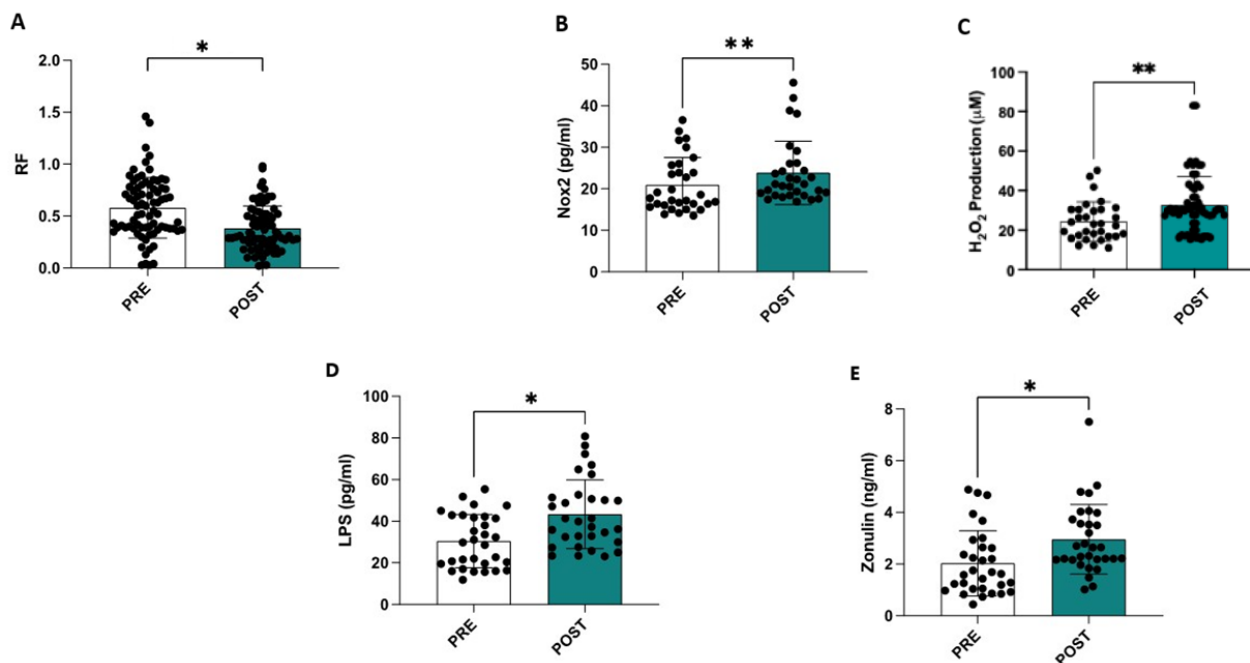 A
*
2.0
1.5
1.0
0.5
0.0
RF
PRE
POST
B
**
50
40
30
20
10
0
Nox2 (pg/ml)
PRE
POST
C
**
100
80
60
40
20
0
H₂O₂ Production (μM)
PRE
POST
D
*
100
80
60
40
20
0
LPS (pg/ml)
PRE
POST
E
*
8
6
4
2
0
Zonulin (ng/ml)
PRE
POST